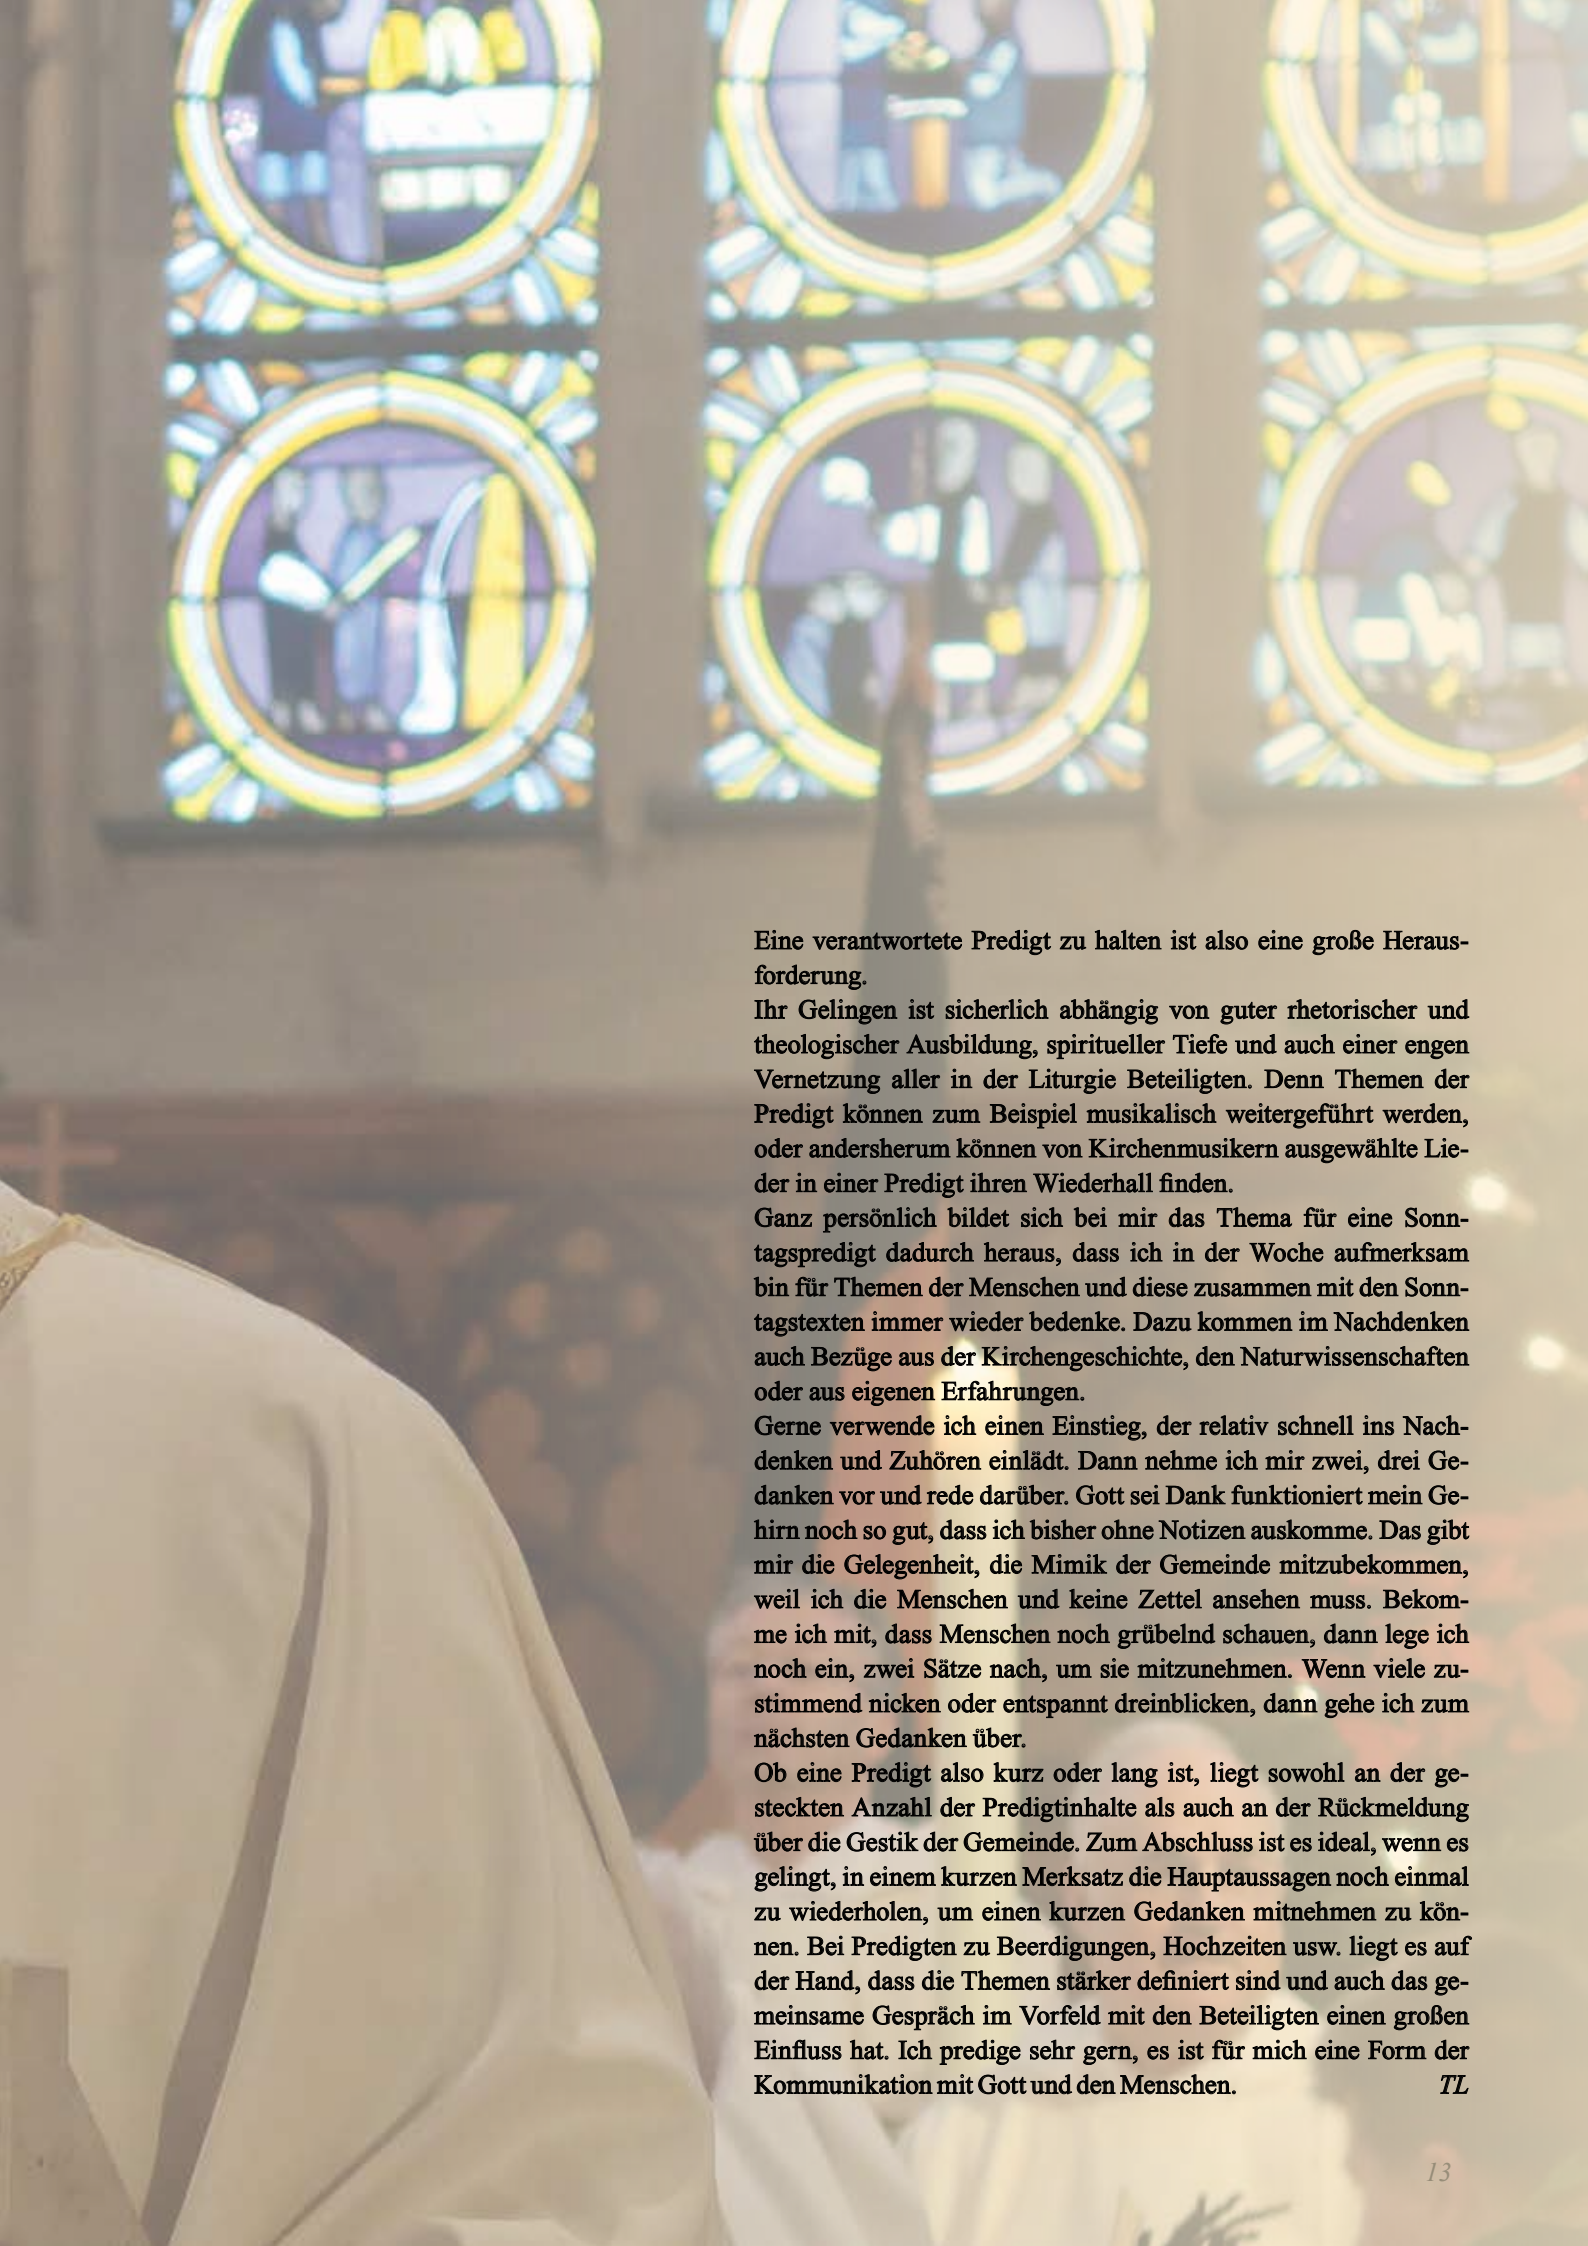 Eine verantwortete Predigt zu halten ist also eine große Heraus-
forderung.
Ihr Gelingen ist sicherlich abhängig von guter rhetorischer und
theologischer Ausbildung, spiritueller Tiefe und auch einer engen
Vernetzung aller in der Liturgie Beteiligten. Denn Themen der
Predigt können zum Beispiel musikalisch weitergeführt werden,
oder andersherum können von Kirchenmusikern ausgewählte Lie-
der in einer Predigt ihren Wiederhall finden.
Ganz persönlich bildet sich bei mir das Thema für eine Sonn-
tagspredigt dadurch heraus, dass ich in der Woche aufmerksam
bin für Themen der Menschen und diese zusammen mit den Sonn-
tagstexten immer wieder bedenke. Dazu kommen im Nachdenken
auch Bezüge aus der Kirchengeschichte, den Naturwissenschaften
oder aus eigenen Erfahrungen.
Gerne verwende ich einen Einstieg, der relativ schnell ins Nach-
denken und Zuhören einlädt. Dann nehme ich mir zwei, drei Ge-
danken vor und rede darüber. Gott sei Dank funktioniert mein Ge-
hirn noch so gut, dass ich bisher ohne Notizen auskomme. Das gibt
mir die Gelegenheit, die Mimik der Gemeinde mitzubekommen,
weil ich die Menschen und keine Zettel ansehen muss. Bekom-
me ich mit, dass Menschen noch grübelnd schauen, dann lege ich
noch ein, zwei Sätze nach, um sie mitzunehmen. Wenn viele zu-
stimmend nicken oder entspannt dreinblicken, dann gehe ich zum
nächsten Gedanken über.
Ob eine Predigt also kurz oder lang ist, liegt sowohl an der ge-
steckten Anzahl der Predigtinhalte als auch an der Rückmeldung
über die Gestik der Gemeinde. Zum Abschluss ist es ideal, wenn es
gelingt, in einem kurzen Merksatz die Hauptaussagen noch einmal
zu wiederholen, um einen kurzen Gedanken mitnehmen zu kön-
nen. Bei Predigten zu Beerdigungen, Hochzeiten usw. liegt es auf
der Hand, dass die Themen stärker definiert sind und auch das ge-
meinsame Gespräch im Vorfeld mit den Beteiligten einen großen
Einfluss hat. Ich predige sehr gern, es ist für mich eine Form der
Kommunikation mit Gott und den Menschen. TL
13